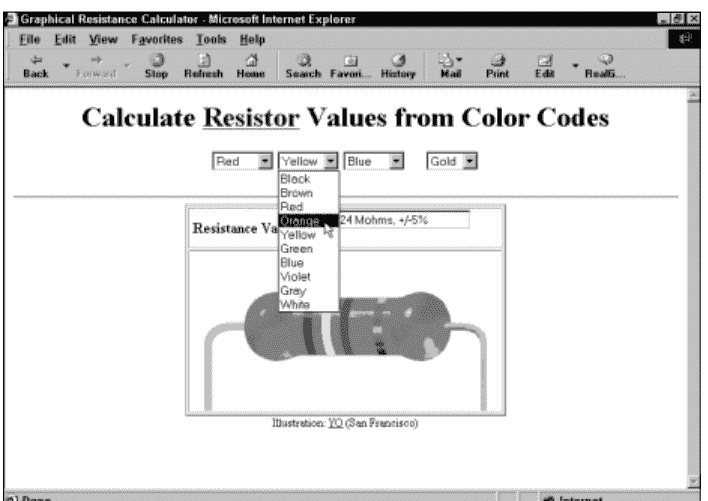 Graphical Resistance Calculator - Microsoft Internet Explorer
File Edit View Favorites Tools Help
Back Forward Stop Refresh Home Search Favori... History Mail Print Edit RealG...
Calculate Resistor Values from Color Codes
Red Yellow Blue Gold
Black
Brown
Red
Orange
Yellow
Green
Blue
Violet
Gray
White
Resistance Va 24 Mohms, +/-5%
Illustration: YO (San Francisco)
Done Internet